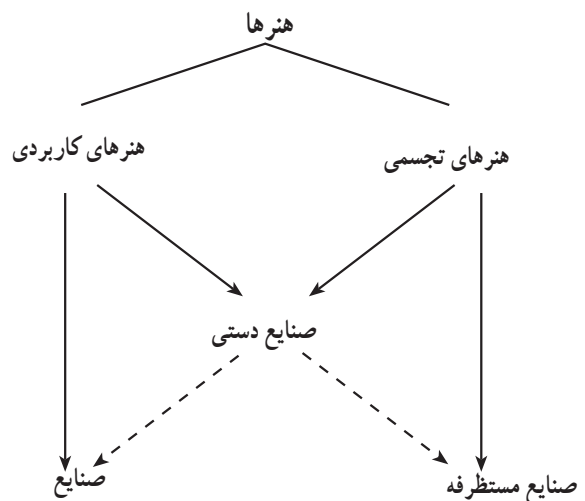 هنرها
هنرهای تجسمی
هنرهای کاربردی
صنایع دستی
صنایع مستظرفه
صنایع